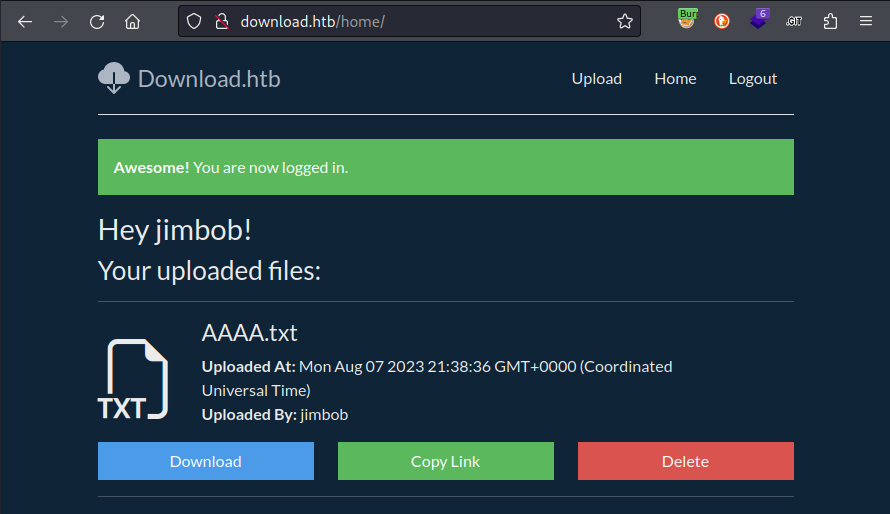 download.htb/home/
Burp
6
.GIT
Download.htb
Upload
Home
Logout
Awesome! You are now logged in.
Hey jimbob!
Your uploaded files:
AAAA.txt
TXT
Uploaded At: Mon Aug 07 2023 21:38:36 GMT+0000 (Coordinated
Universal Time)
Uploaded By: jimbob
Download
Copy Link
Delete